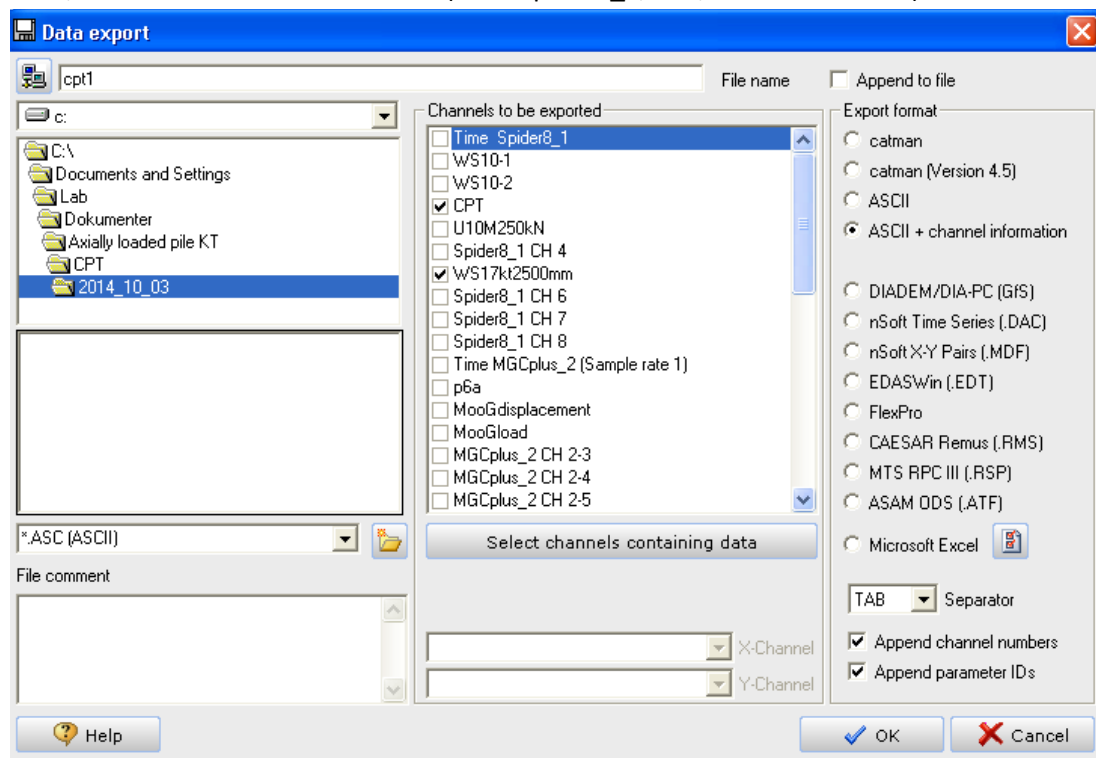 Data export
cpt1
File name
Append to file
c:
C:\
Documents and Settings
Lab
Dokumenter
Axially loaded pile KT
CPT
2014_10_03
*.ASC (ASCII)
File comment
Channels to be exported
Time Spider8_1
WS10-1
WS10-2
CPT
U10M250kN
Spider8_1 CH 4
WS17kt2500mm
Spider8_1 CH 6
Spider8_1 CH 7
Spider8_1 CH 8
Time MGCplus_2 (Sample rate 1)
p6a
MooGdisplacement
MooGload
MGCplus_2 CH 2-3
MGCplus_2 CH 2-4
MGCplus_2 CH 2-5
Select channels containing data
X-Channel
Y-Channel
Export format
catman
catman (Version 4.5)
ASCII
ASCII + channel information
DIADEM/DIA-PC (GfS)
nSoft Time Series (.DAC)
nSoft X-Y Pairs (.MDF)
EDASWin (.EDT)
FlexPro
CAESAR Remus (.RMS)
MTS RPC III (.RSP)
ASAM ODS (.ATF)
Microsoft Excel
TAB Separator
Append channel numbers
Append parameter IDs
Help
OK
Cancel